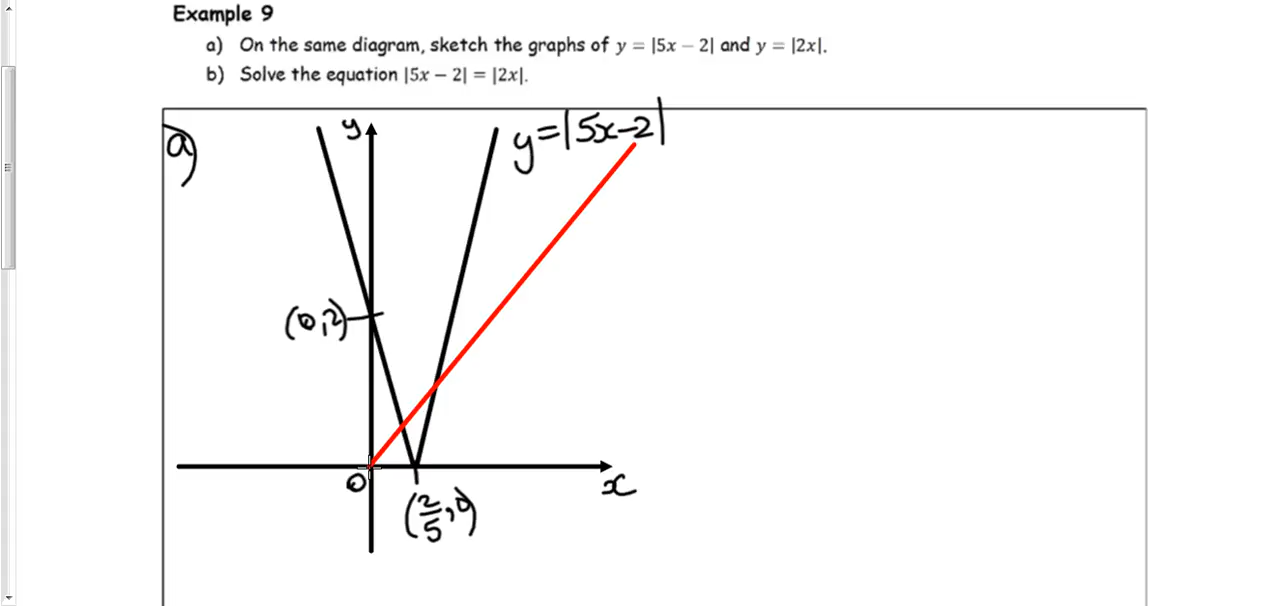 Example 9
a) On the same diagram, sketch the graphs of y = |5x − 2| and y = |2x|.
b) Solve the equation |5x − 2| = |2x|.
a)
y
y=|5x-2|
(0,2)
0
x
(2/5,0)